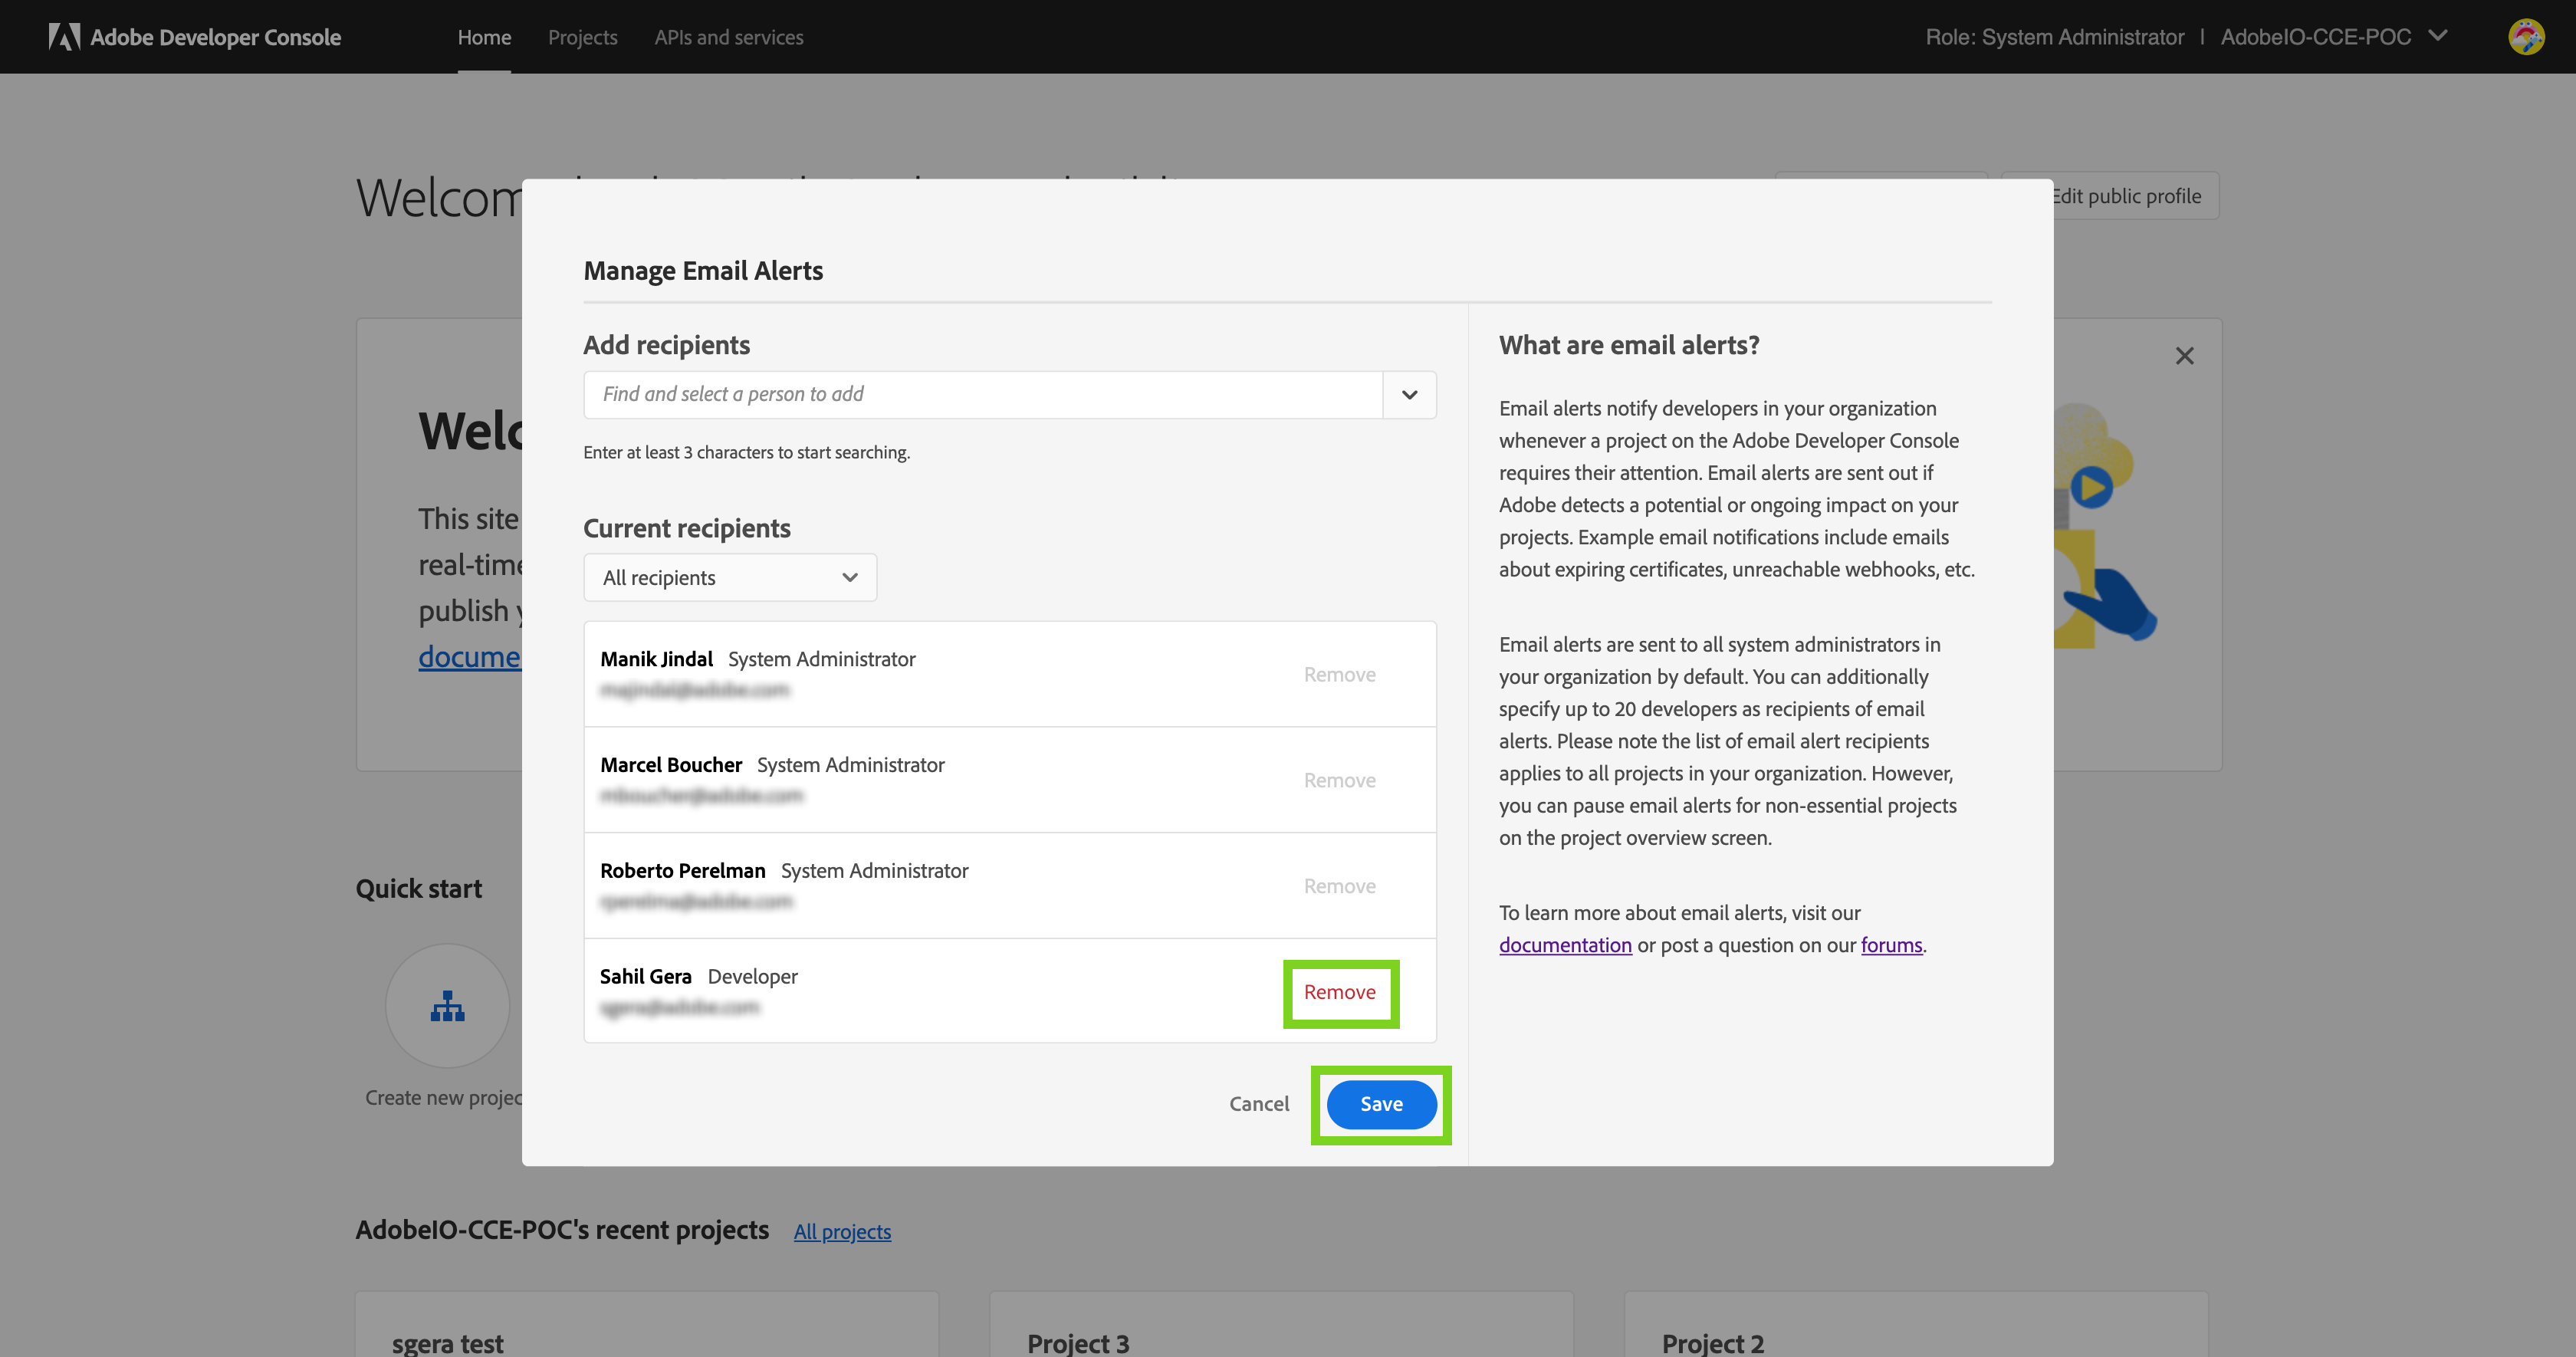 Adobe Developer Console
Home
Projects
APIs and services
Role: System Administrator | AdobeIO-CCE-POC
Edit public profile
Manage Email Alerts
Add recipients
Find and select a person to add
Enter at least 3 characters to start searching.
Current recipients
All recipients
Manik Jindal System Administrator
Remove
Marcel Boucher System Administrator
Remove
Roberto Perelman System Administrator
Remove
Sahil Gera Developer
Remove
Cancel
Save
What are email alerts?
Email alerts notify developers in your organization
whenever a project on the Adobe Developer Console
requires their attention. Email alerts are sent out if
Adobe detects a potential or ongoing impact on your
projects. Example email notifications include emails
about expiring certificates, unreachable webhooks, etc.
Email alerts are sent to all system administrators in
your organization by default. You can additionally
specify up to 20 developers as recipients of email
alerts. Please note the list of email alert recipients
applies to all projects in your organization. However,
you can pause email alerts for non-essential projects
on the project overview screen.
To learn more about email alerts, visit our
documentation or post a question on our forums.
This site
real-time
publish
Quick start
Create new projec
AdobeIO-CCE-POC's recent projects
All projects
sgera test
Project 3
Project 2